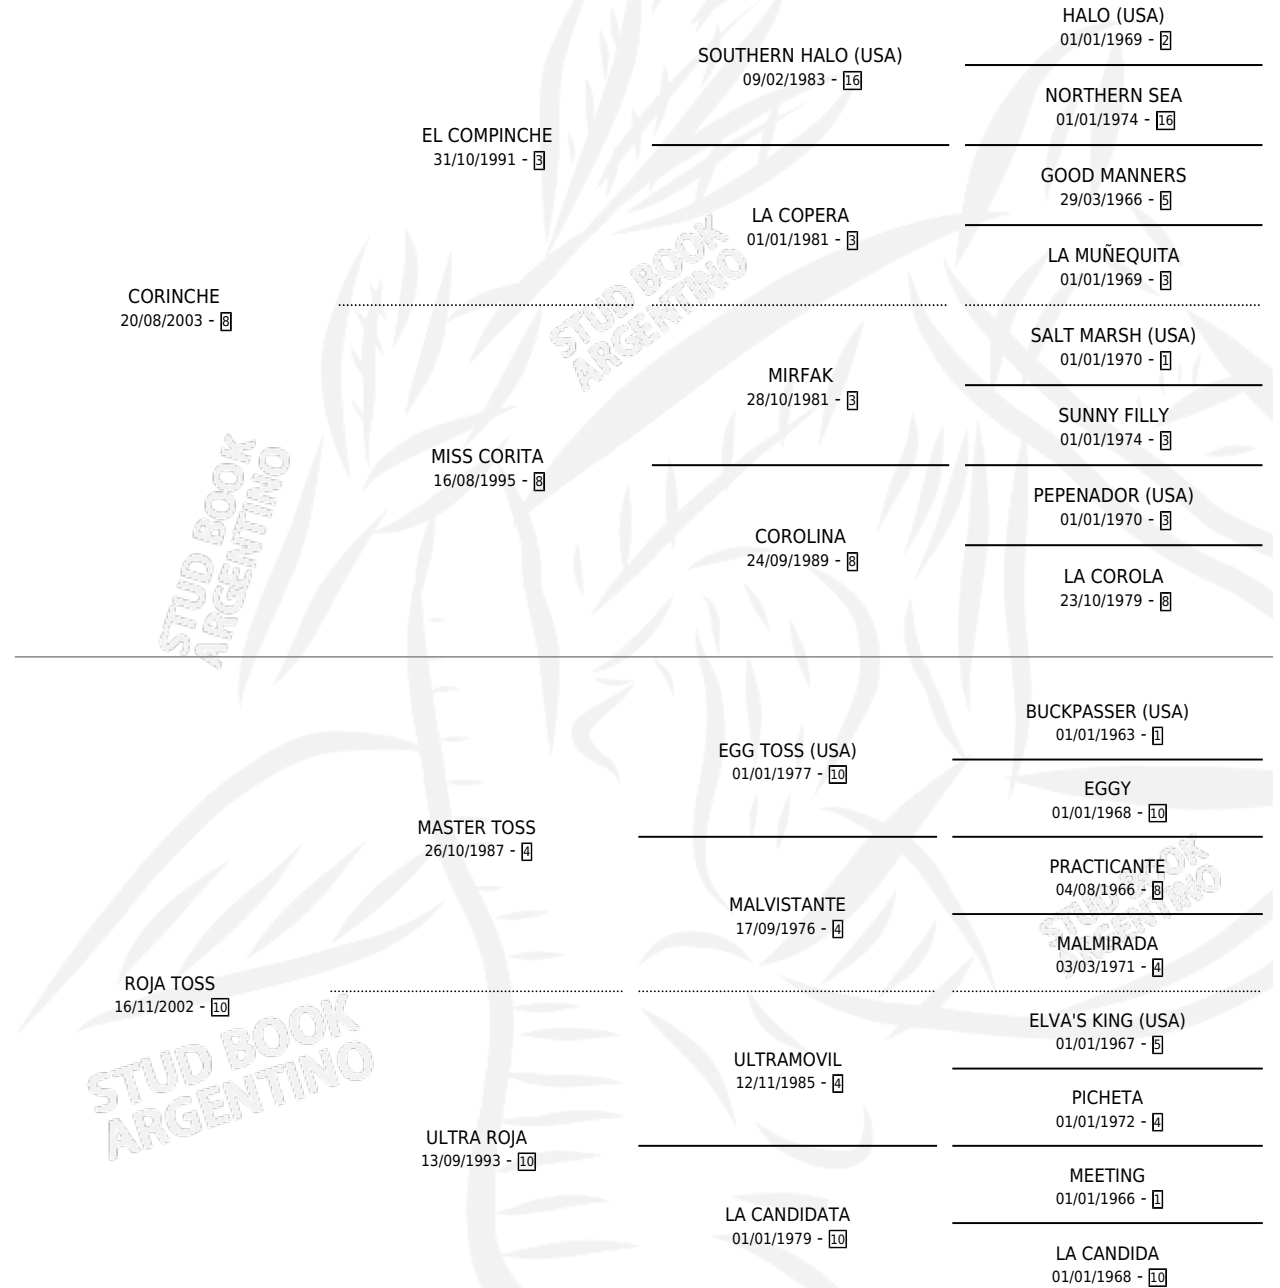 HALO (USA)
01/01/1969 - 2
SOUTHERN HALO (USA)
09/02/1983 - 16
NORTHERN SEA
01/01/1974 - 16
EL COMPINCHE
31/10/1991 - 3
GOOD MANNERS
29/03/1966 - 5
LA COPERA
01/01/1981 - 3
LA MUÑEQUITA
01/01/1969 - 3
CORINCHE
20/08/2003 - 8
STUD BOOK
ARGENTINO
SALT MARSH (USA)
01/01/1970 - 1
MIRFAK
28/10/1981 - 3
SUNNY FILLY
01/01/1974 - 3
MISS CORITA
16/08/1995 - 8
PEPENADOR (USA)
01/01/1970 - 3
COROLINA
24/09/1989 - 8
LA COROLA
23/10/1979 - 8
STUD BOOK
ARGENTINO
BUCKPASSER (USA)
01/01/1963 - 1
EGG TOSS (USA)
01/01/1977 - 10
EGGY
01/01/1968 - 10
MASTER TOSS
26/10/1987 - 4
PRACTICANTE
04/08/1966 - 8
MALVISTANTE
17/09/1976 - 4
MALMIRADA
03/03/1971 - 4
STUD BOOK
ARGENTINO
ROJA TOSS
16/11/2002 - 10
ELVA'S KING (USA)
01/01/1967 - 5
ULTRAMOVIL
12/11/1985 - 4
PICHETA
01/01/1972 - 4
STUD BOOK
ARGENTINO
ULTRA ROJA
13/09/1993 - 10
MEETING
01/01/1966 - 1
LA CANDIDATA
01/01/1979 - 10
LA CANDIDA
01/01/1968 - 10